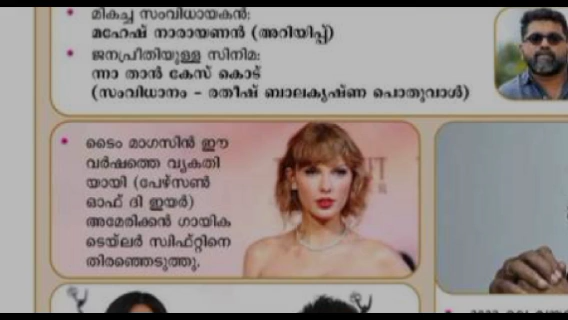 • മികച്ച സംവിധായകൻ:
മഹേഷ് നാരായണൻ (അറിയിപ്പ്)
• ജനപ്രീതിയുള്ള സിനിമ:
ന്നാ താൻ കേസ് കൊട്
(സംവിധാനം – രതീഷ് ബാലകൃഷ്ണ പൊതുവാൾ)
• ടൈം മാഗസിൻ ഈ
വർഷത്തെ വ്യക്തി
യായി (പേഴ്സൺ
ഓഫ് ദി ഇയർ)
അമേരിക്കൻ ഗായിക
ടെയ്‌ലർ സ്വിഫ്റ്റിനെ
തിരഞ്ഞെടുത്തു.